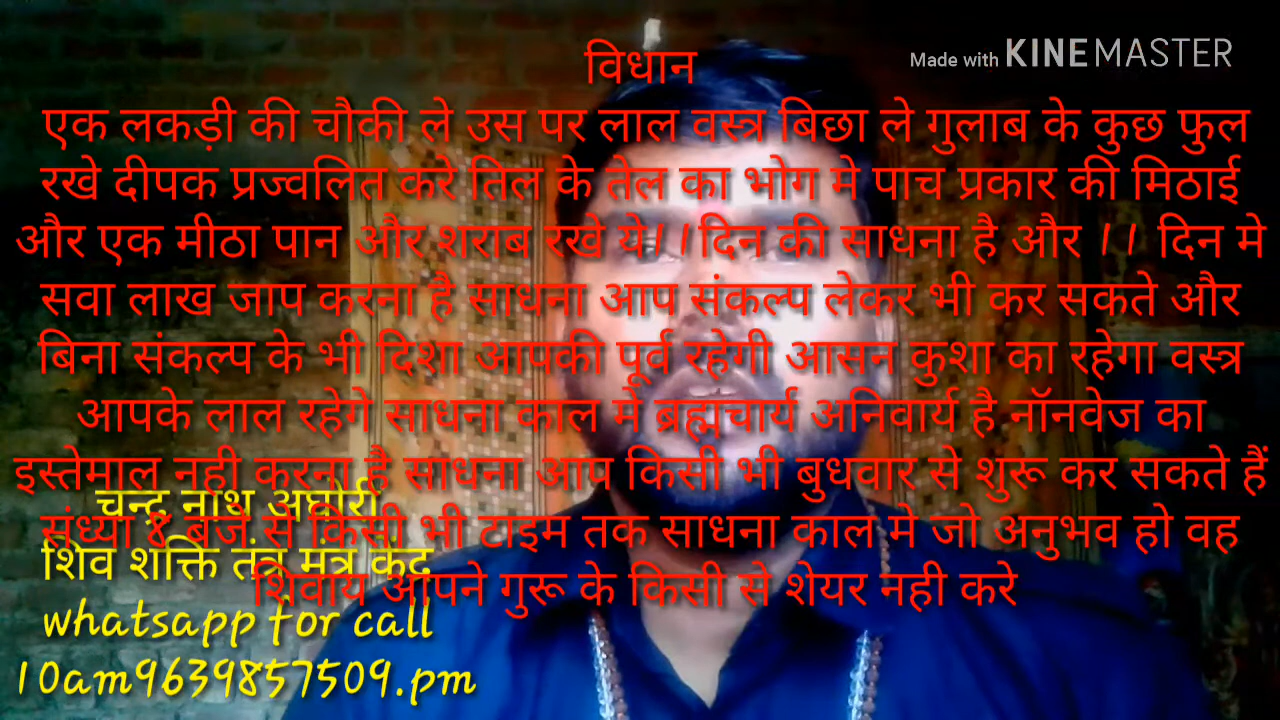 Made with KINEMASTER
विधान
एक लकड़ी की चौकी ले उस पर लाल वस्त्र बिछा ले गुलाब के कुछ फुल
रखे दीपक प्रज्वलित करे तिल के तेल का भोग मे पाच प्रकार की मिठाई
और एक मीठा पान और शराब रखे ये।।दिन की साधना है और ।। दिन मे
सवा लाख जाप करना है साधना आप संकल्प लेकर भी कर सकते और
बिना संकल्प के भी दिशा आपकी पूर्व रहेगी आसन कुशा का रहेगा वस्त्र
आपके लाल रहेगे साधना काल मे ब्रह्मचार्य अनिवार्य है नॉनवेज का
इस्तेमाल नही करना है साधना आप किसी भी बुधवार से शुरू कर सकते हैं
संध्या 8 बजे से किसी भी टाइम तक साधना काल मे जो अनुभव हो वह
शिवाय आपने गुरू के किसी से शेयर नही करे
चन्द्र नाथ अघोरी
शिव शक्ति तंत्र मंत्र केंद्
whatsapp for call
10am9639857509.pm